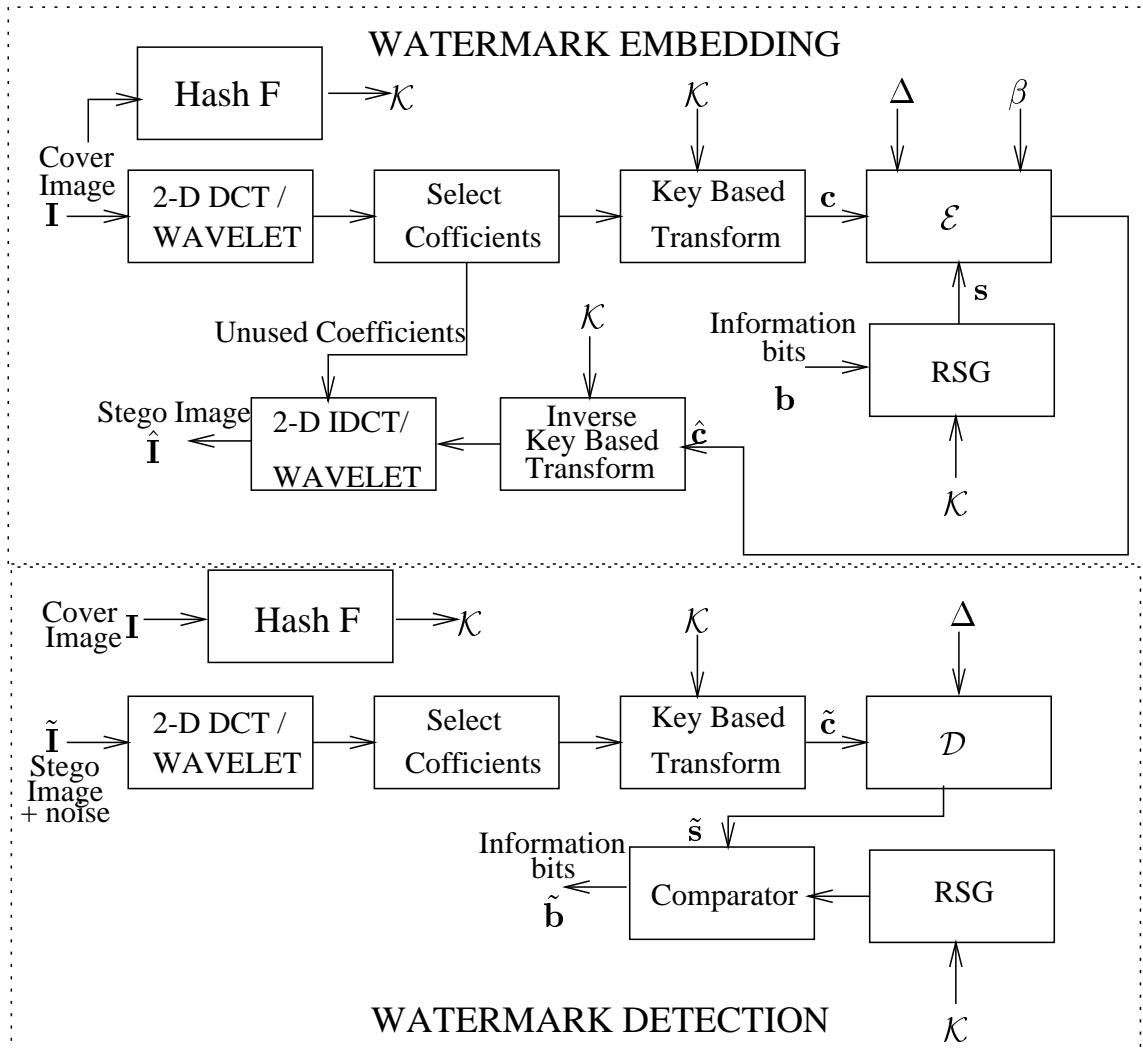 WATERMARK EMBEDDING
Hash F
𝒦
𝒦
Δ
β
Cover
Image
I
2-D DCT /
WAVELET
Select
Cofficients
Key Based
Transform
c
ℰ
s
Unused Coefficients
𝒦
Information
bits
b
RSG
𝒦
Stego Image
Î
2-D IDCT/
WAVELET
Inverse
Key Based
Transform
ĉ
Cover
Image I
Hash F
𝒦
𝒦
Δ
Ĩ
Stego
Image
+ noise
2-D DCT /
WAVELET
Select
Cofficients
Key Based
Transform
c̃
𝒟
s̃
Information
bits
b̃
Comparator
RSG
𝒦
WATERMARK DETECTION